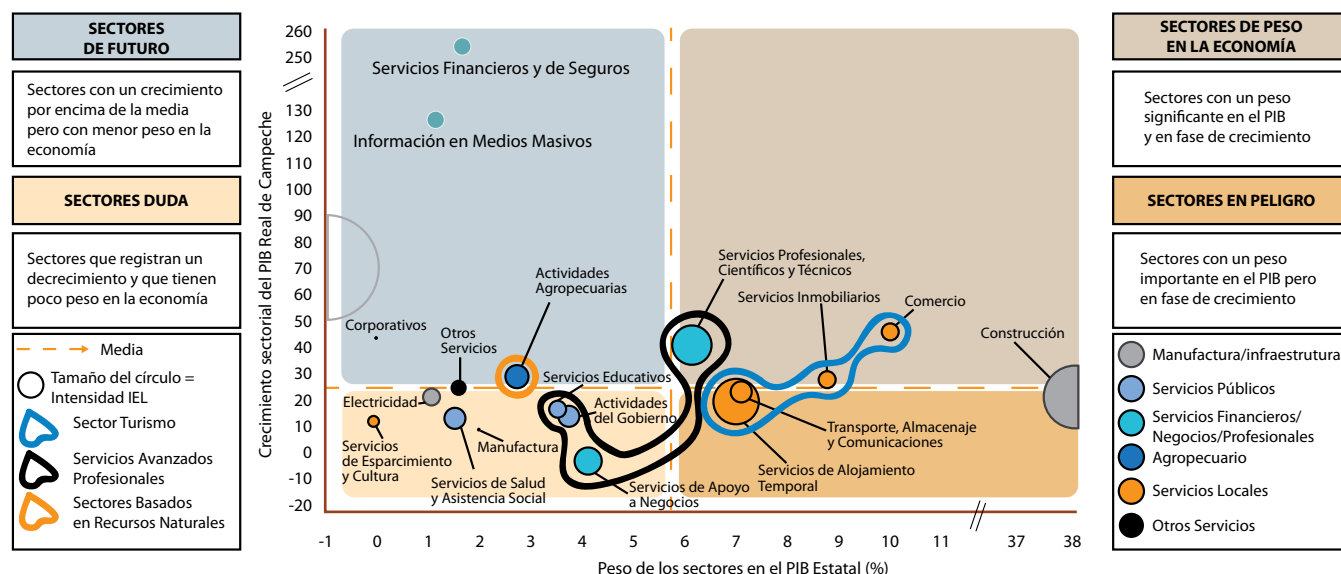 SECTORES
DE FUTURO
Sectores con un crecimiento
por encima de la media
pero con menor peso en la
economía
SECTORES DUDA
Sectores que registran un
decrecimiento y que tienen
poco peso en la economía
Media
Tamaño del círculo =
Intensidad IEL
Sector Turismo
Servicios Avanzados
Profesionales
Sectores Basados
en Recursos Naturales
Crecimiento sectorial del PIB Real de Campeche
260
250
130
120
110
100
90
80
70
60
50
40
30
20
10
0
-10
-20
Servicios Financieros y de Seguros
Información en Medios Masivos
Actividades
Agropecuarias
Corporativos
Otros
Servicios
Electricidad
Servicios
de Esparcimiento
y Cultura
Manufactura
Servicios de Salud
y Asistencia Social
Servicios Educativos
Actividades
del Gobierno
Servicios de Apoyo
a Negocios
Servicios Profesionales,
Científicos y Técnicos
Servicios Inmobiliarios
Comercio
Construcción
Transporte, Almacenaje
y Comunicaciones
Servicios de Alojamiento
Temporal
-1
0
1
2
3
4
5
6
7
8
9
10
11
37
38
Peso de los sectores en el PIB Estatal (%)
SECTORES DE PESO
EN LA ECONOMÍA
Sectores con un peso
significante en el PIB
y en fase de crecimiento
SECTORES EN PELIGRO
Sectores con un peso
importante en el PIB pero
en fase de crecimiento
Manufactura/infraestrutura
Servicios Públicos
Servicios Financieros/
Negocios/Profesionales
Agropecuario
Servicios Locales
Otros Servicios